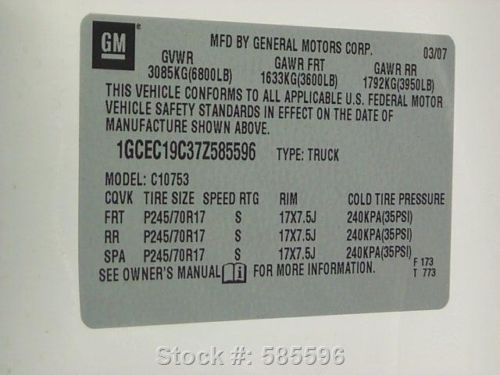 GM
MFD BY GENERAL MOTORS CORP. 03/07
GVWR GAWR FRT GAWR RR
3085KG(6800LB) 1633KG(3600LB) 1792KG(3950LB)
THIS VEHICLE CONFORMS TO ALL APPLICABLE U.S. FEDERAL MOTOR
VEHICLE SAFETY STANDARDS IN EFFECT ON THE DATE OF
MANUFACTURE SHOWN ABOVE.
1GCEC19C37Z585596 TYPE: TRUCK
MODEL: C10753
CQVK TIRE SIZE SPEED RTG RIM COLD TIRE PRESSURE
FRT P245/70R17 S 17X7.5J 240KPA(35PSI)
RR P245/70R17 S 17X7.5J 240KPA(35PSI)
SPA P245/70R17 S 17X7.5J 240KPA(35PSI)
SEE OWNER'S MANUAL FOR MORE INFORMATION. F 173
T 773
Stock #: 585596